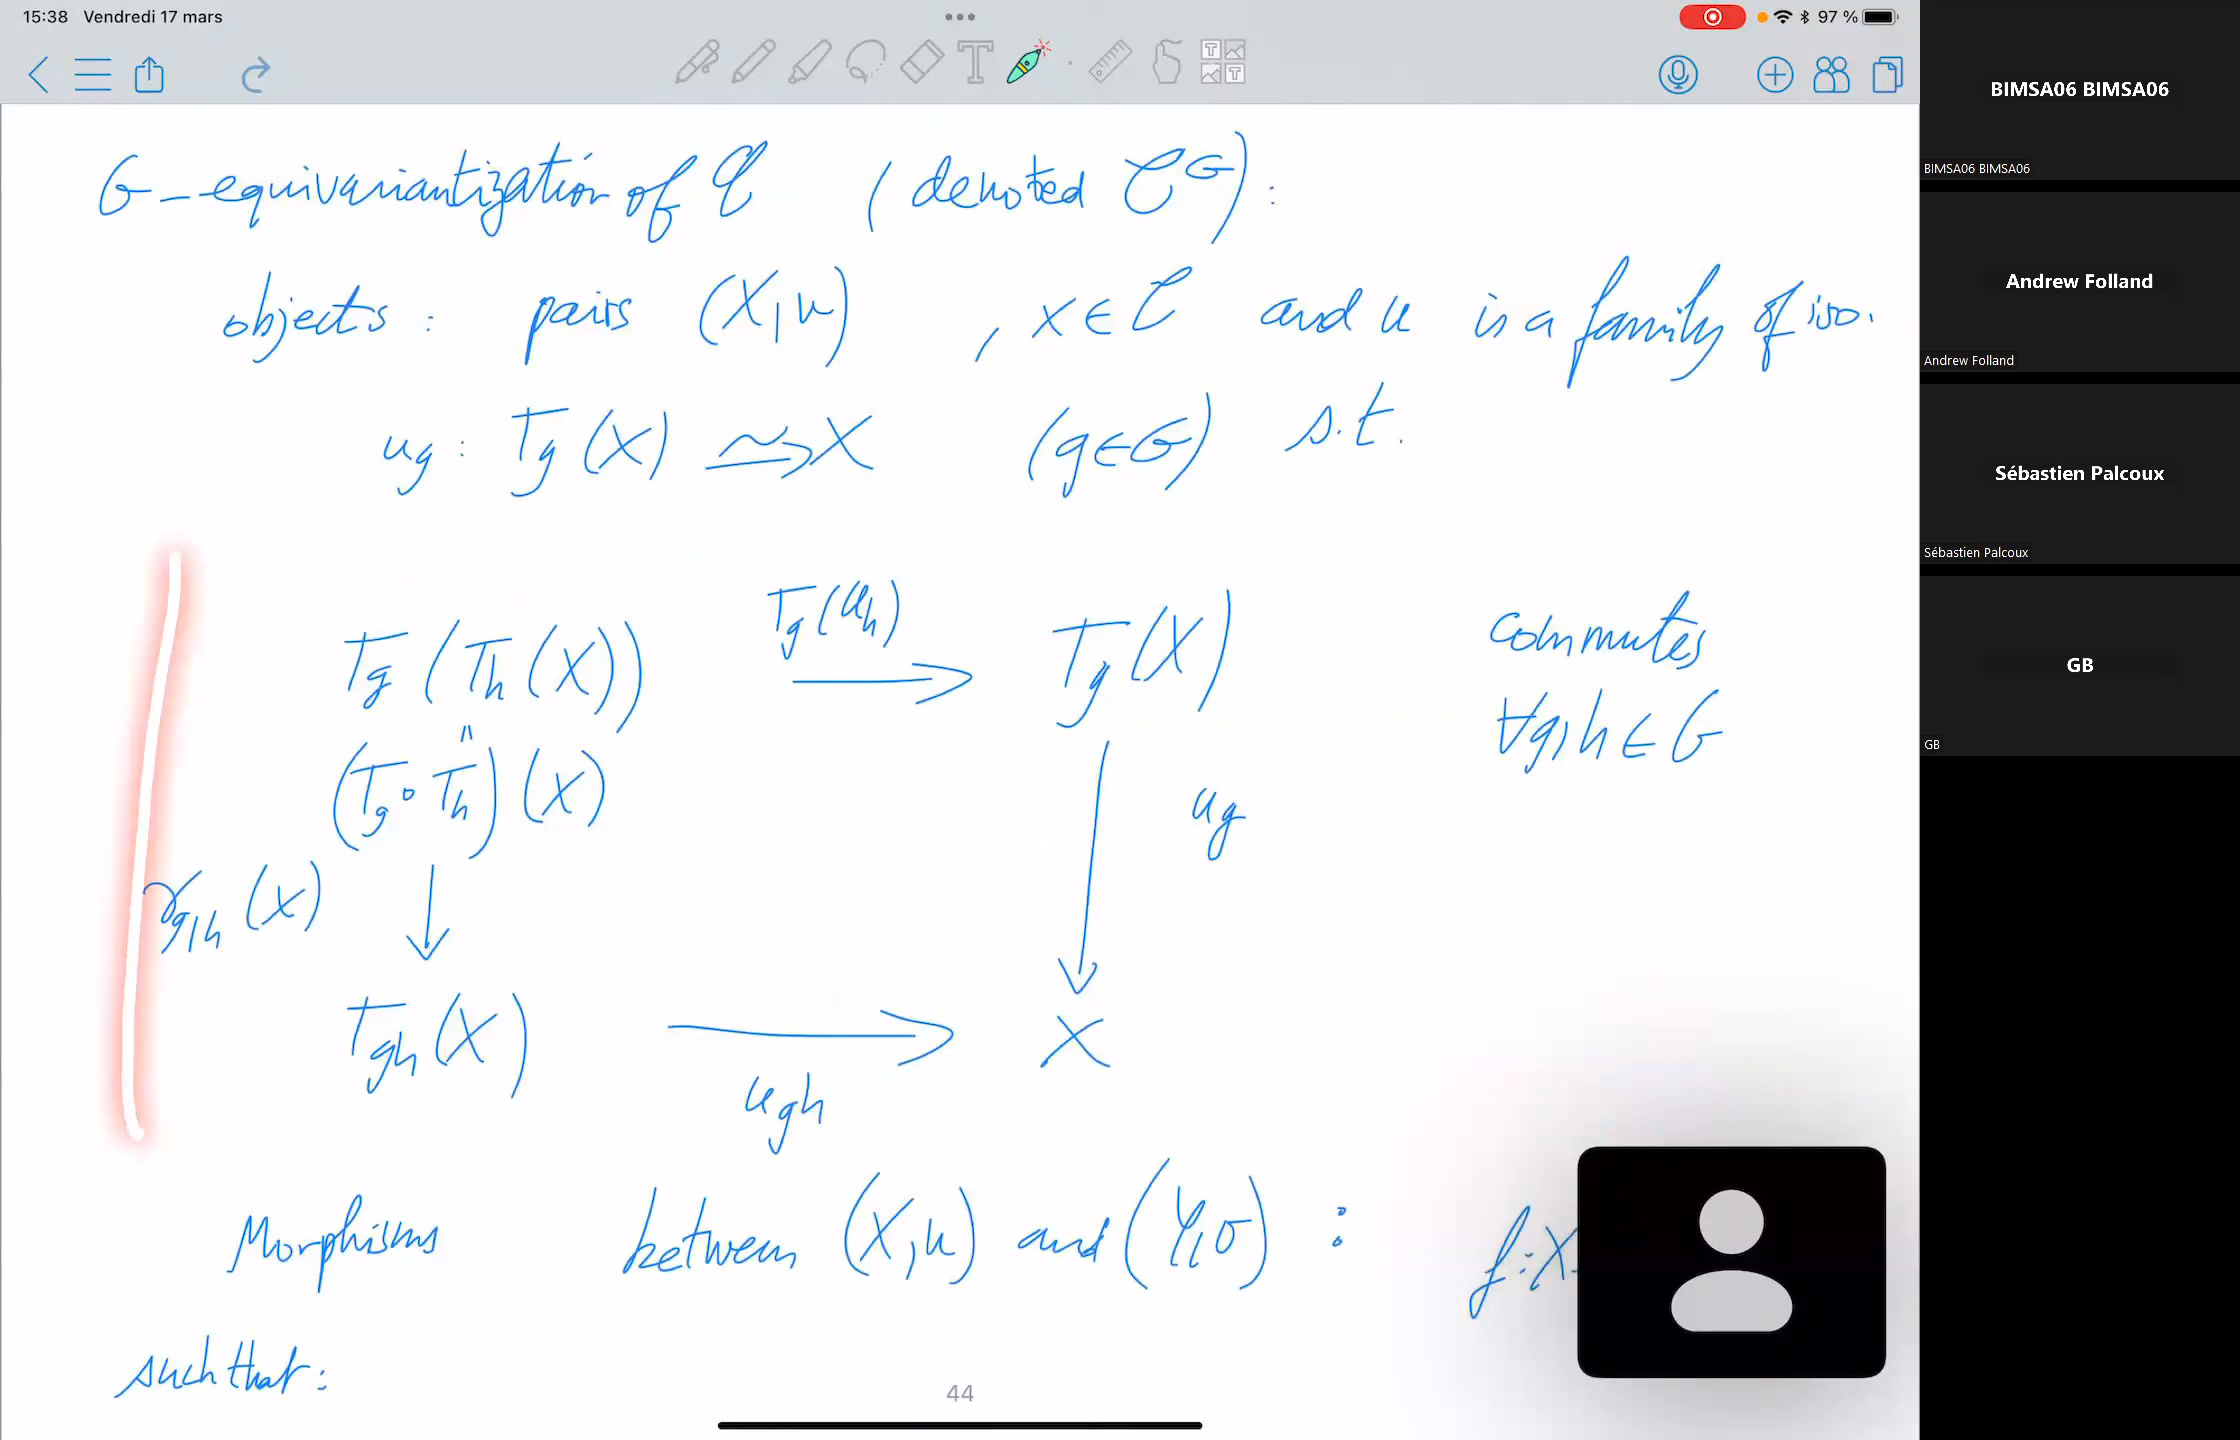 15:38 Vendredi 17 mars
97 %
G-equivariantization of C (denoted C^G):
objects: pairs (X, u), X ∈ C and u is a family of iso.
u_g: T_g(X) ⥲ X (g∈G) s.t.
T_g(T_h(X)) T_g(u_h) → T_g(X) commutes
= ∀g,h ∈ G
(T_g∘T_h)(X) u_g
γ_{g,h}(X) ↓
T_{gh}(X) → X
u_{gh}
Morphisms between (X,u) and (Y,σ): f: X
such that:
44
BIMSA06 BIMSA06
BIMSA06 BIMSA06
Andrew Folland
Andrew Folland
Sébastien Palcoux
Sébastien Palcoux
GB
GB